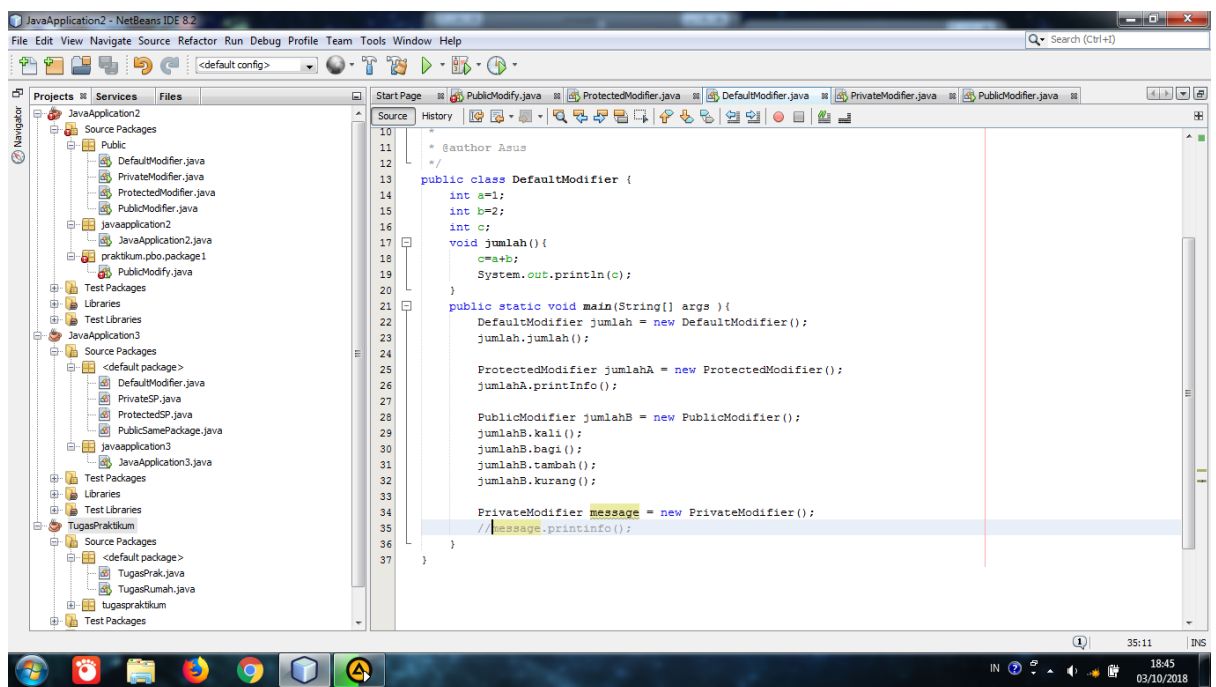 JavaApplication2 - NetBeans IDE 8.2
File Edit View Navigate Source Refactor Run Debug Profile Team Tools Window Help
Search (Ctrl+I)
<default config>
Projects Services Files
Navigator
JavaApplication2
Source Packages
Public
DefaultModifier.java
PrivateModifier.java
ProtectedModifier.java
PublicModifier.java
javaapplication2
JavaApplication2.java
praktikum.pbo.package1
PublicModify.java
Test Packages
Libraries
Test Libraries
JavaApplication3
Source Packages
<default package>
DefaultModifier.java
PrivateSP.java
ProtectedSP.java
PublicSamePackage.java
javaapplication3
JavaApplication3.java
Test Packages
Libraries
Test Libraries
TugasPraktikum
Source Packages
<default package>
TugasPrak.java
TugasRumah.java
tugaspraktikum
Test Packages
Start Page PublicModify.java ProtectedModifier.java DefaultModifier.java PrivateModifier.java PublicModifier.java
Source History
10 *
11 * @author Asus
12 */
13 public class DefaultModifier {
14 int a=1;
15 int b=2;
16 int c;
17 void jumlah(){
18 c=a+b;
19 System.out.println(c);
20 }
21 public static void main(String[] args ){
22 DefaultModifier jumlah = new DefaultModifier();
23 jumlah.jumlah();
24
25 ProtectedModifier jumlahA = new ProtectedModifier();
26 jumlahA.printInfo();
27
28 PublicModifier jumlahB = new PublicModifier();
29 jumlahB.kali();
30 jumlahB.bagi();
31 jumlahB.tambah();
32 jumlahB.kurang();
33
34 PrivateModifier message = new PrivateModifier();
35 //message.printinfo();
36 }
37 }
1 35:11 INS
IN 18:45
03/10/2018